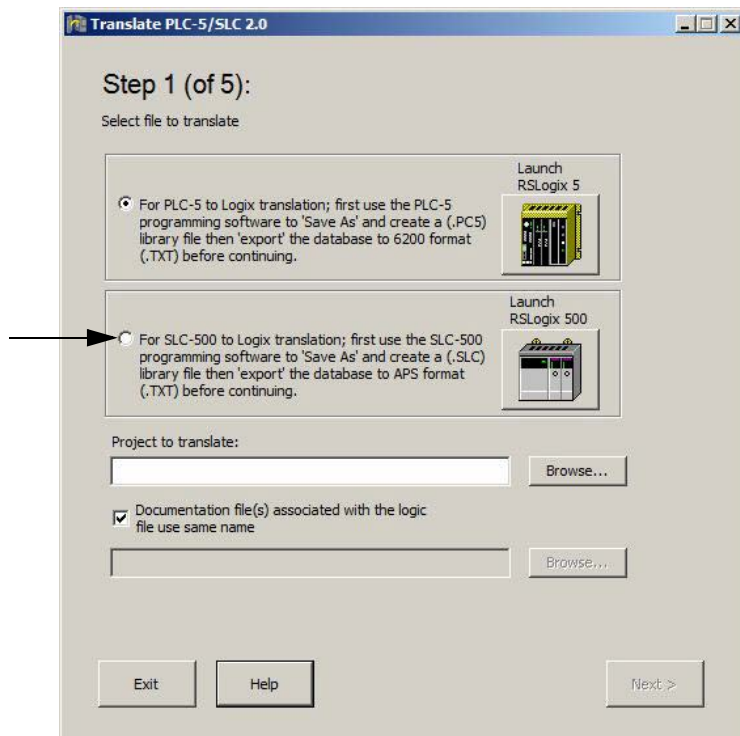 Translate PLC-5/SLC 2.0
Step 1 (of 5):
Select file to translate
Launch
RSLogix 5
For PLC-5 to Logix translation; first use the PLC-5
programming software to 'Save As' and create a (.PC5)
library file then 'export' the database to 6200 format
(.TXT) before continuing.
Launch
RSLogix 500
For SLC-500 to Logix translation; first use the SLC-500
programming software to 'Save As' and create a (.SLC)
library file then 'export' the database to APS format
(.TXT) before continuing.
Project to translate:
Browse...
Documentation file(s) associated with the logic
file use same name
Browse...
Exit
Help
Next >